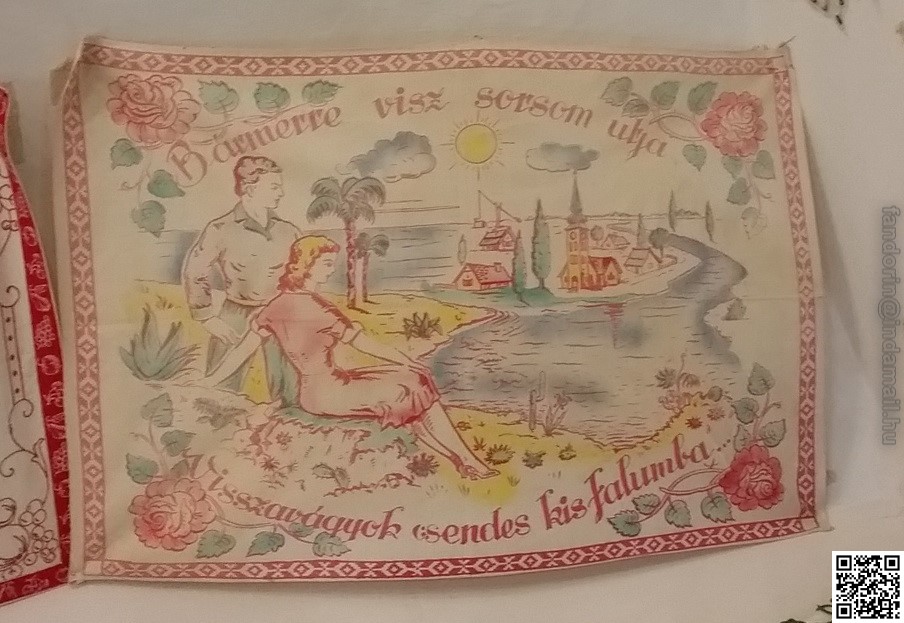 Bármerre visz sorsom utja
visszavágyok csendes kis falumba...
fandorin@indamail.hu